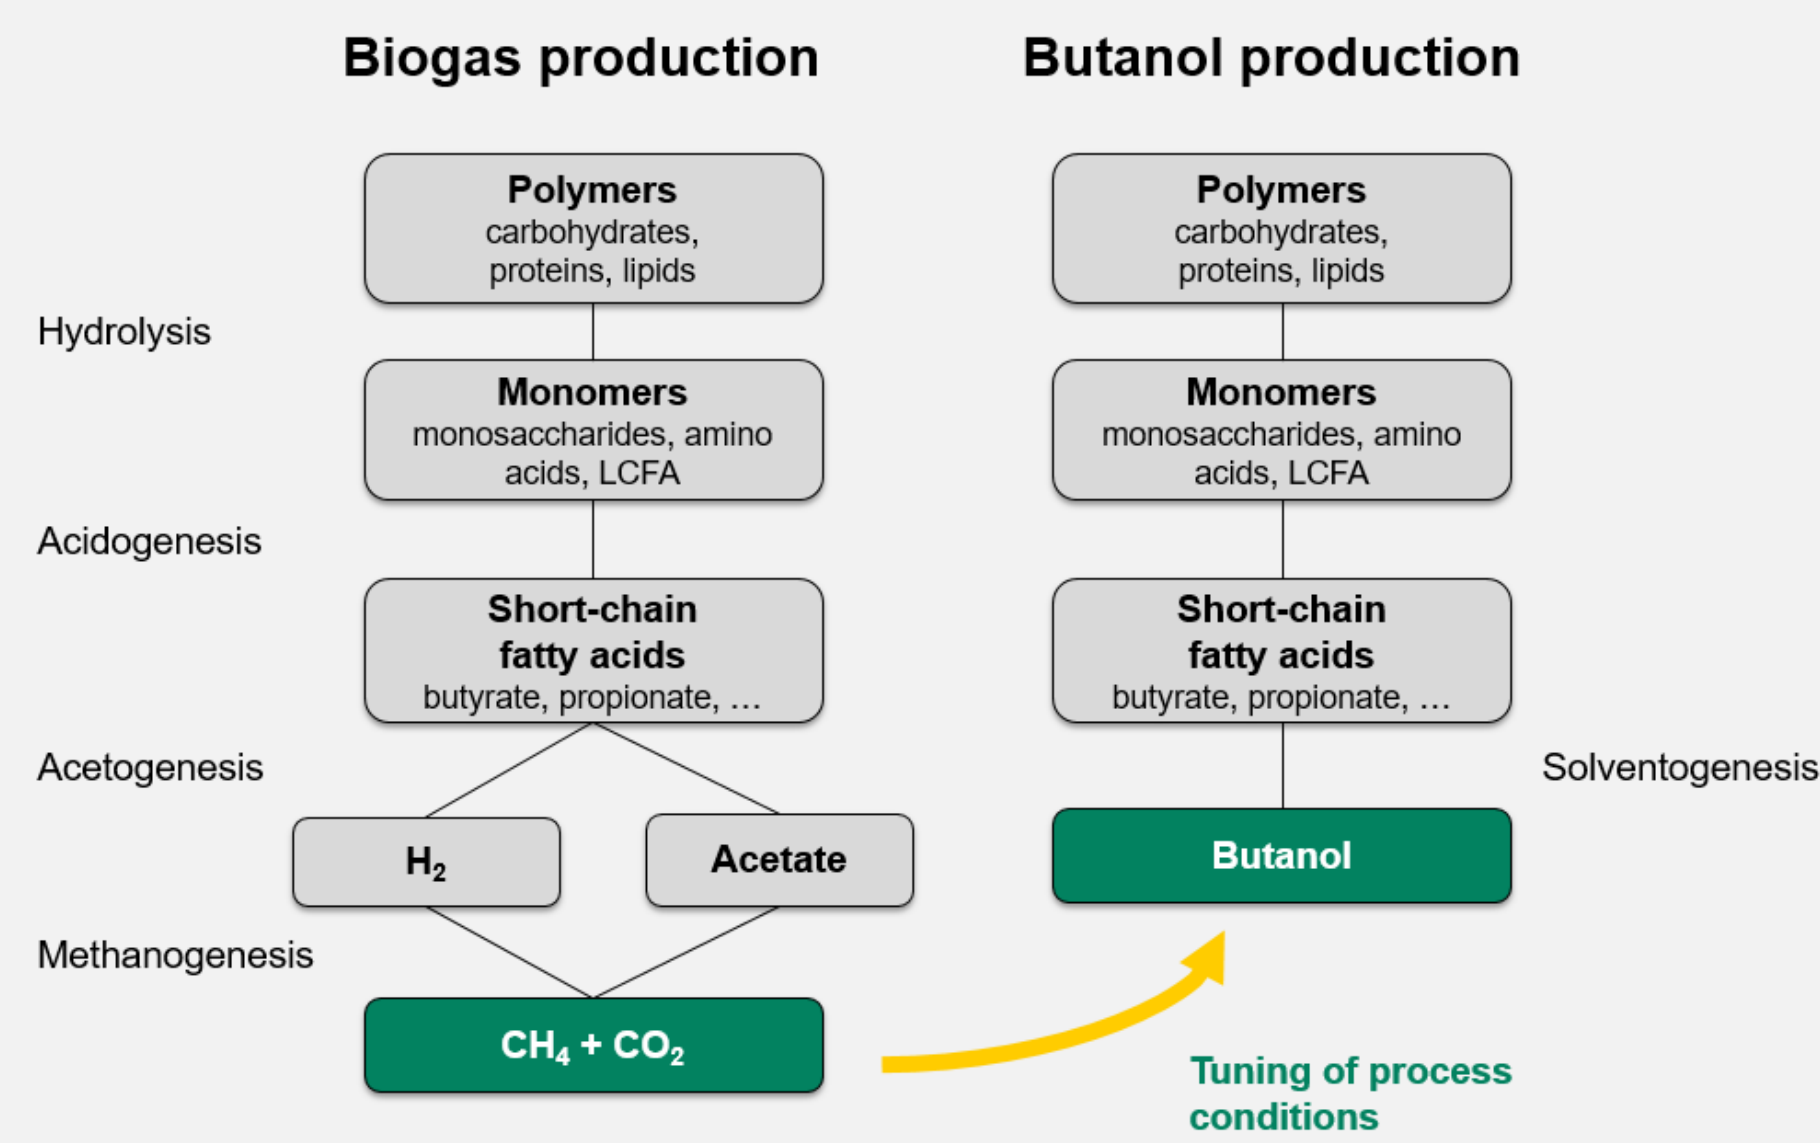 Biogas production
Butanol production
Polymers
carbohydrates,
proteins, lipids
Polymers
carbohydrates,
proteins, lipids
Hydrolysis
Monomers
monosaccharides, amino
acids, LCFA
Monomers
monosaccharides, amino
acids, LCFA
Acidogenesis
Short-chain
fatty acids
butyrate, propionate, ...
Short-chain
fatty acids
butyrate, propionate, ...
Acetogenesis
Solventogenesis
H₂
Acetate
Butanol
Methanogenesis
CH₄ + CO₂
Tuning of process
conditions